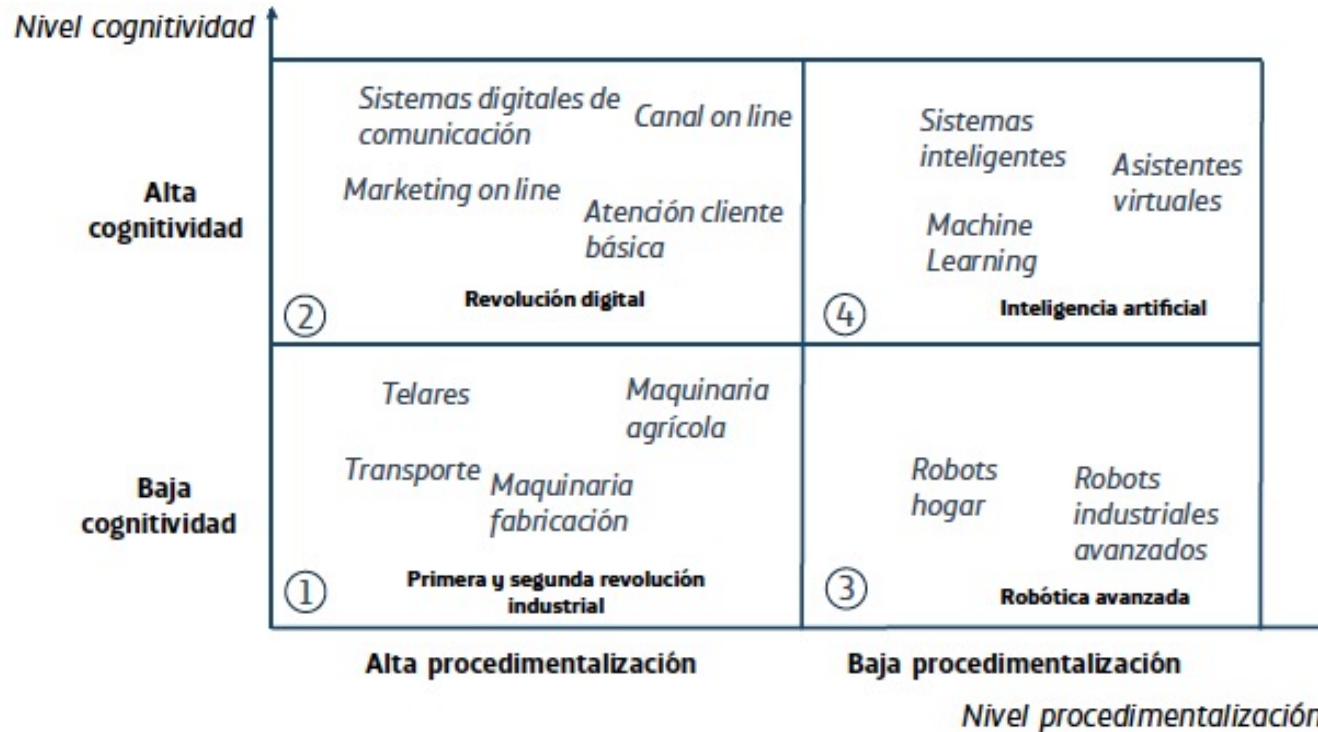 Nivel cognitividad
Alta
cognitividad
Sistemas digitales de
comunicación
Canal on line
Marketing on line
Atención cliente
básica
Revolución digital
②
Sistemas
inteligentes
Asistentes
virtuales
Machine
Learning
Inteligencia artificial
④
Baja
cognitividad
Telares
Maquinaria
agrícola
Transporte
Maquinaria
fabricación
Primera y segunda revolución
industrial
①
Robots
hogar
Robots
industriales
avanzados
Robótica avanzada
③
Alta procedimentalización
Baja procedimentalización
Nivel procedimentalización